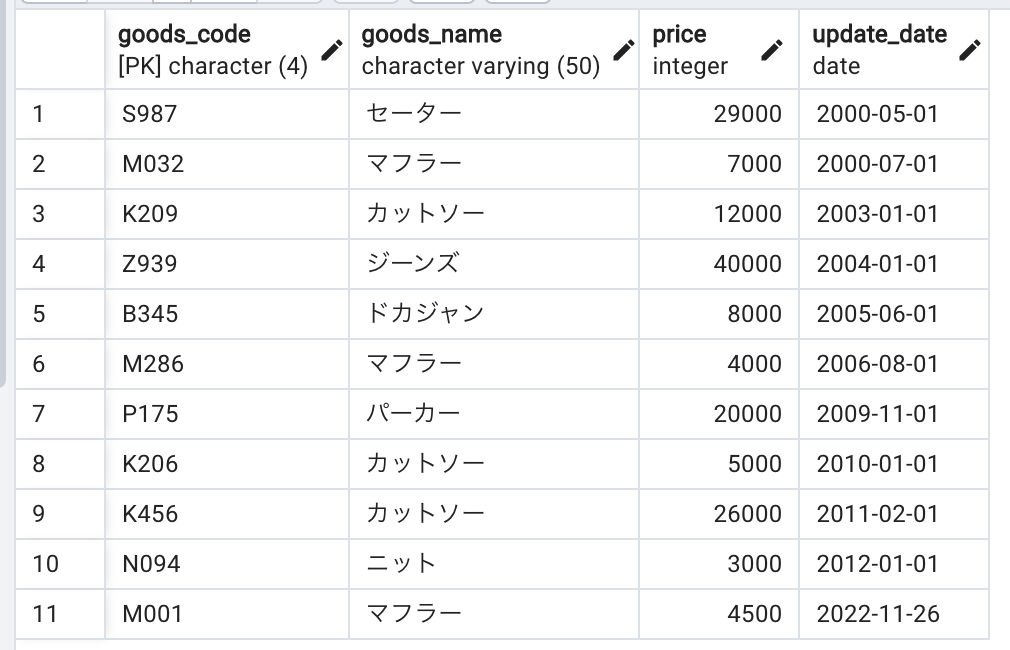 goods_code goods_name price update_date
[PK] character (4) character varying (50) integer date
1 S987 セーター 29000 2000-05-01
2 M032 マフラー 7000 2000-07-01
3 K209 カットソー 12000 2003-01-01
4 Z939 ジーンズ 40000 2004-01-01
5 B345 ドカジャン 8000 2005-06-01
6 M286 マフラー 4000 2006-08-01
7 P175 パーカー 20000 2009-11-01
8 K206 カットソー 5000 2010-01-01
9 K456 カットソー 26000 2011-02-01
10 N094 ニット 3000 2012-01-01
11 M001 マフラー 4500 2022-11-26